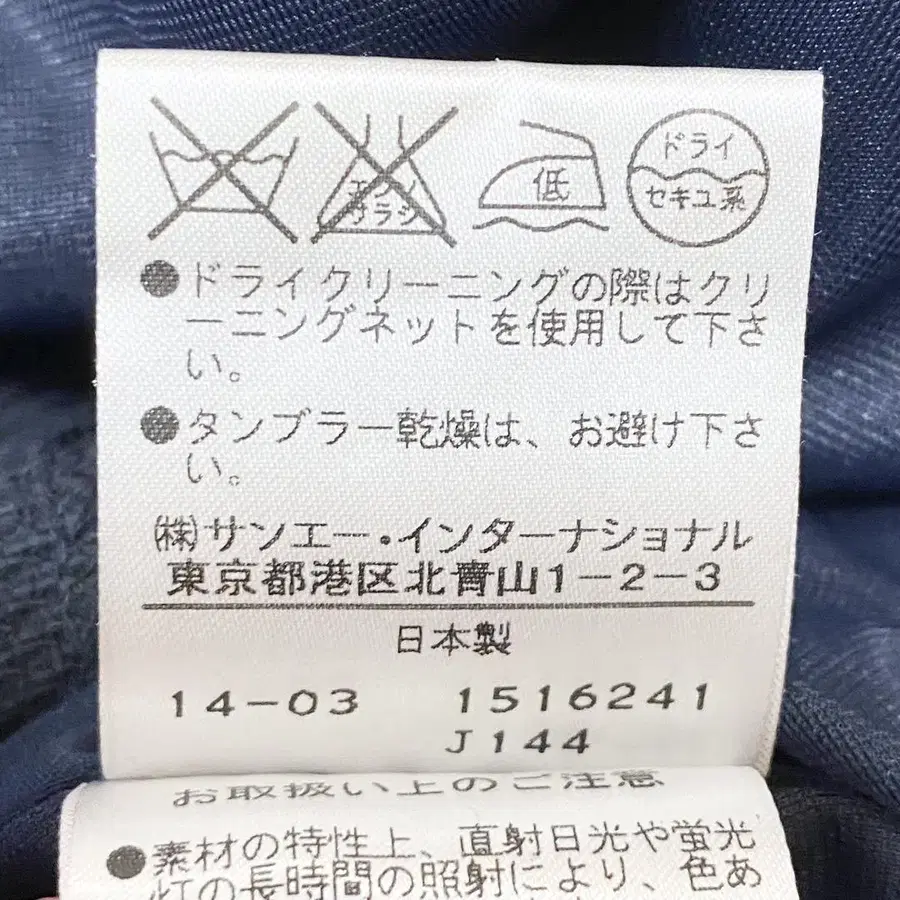 エンソ
サラシ
低
ドライ
セキユ系
●ドライクリーニングの際はクリ
ーニングネットを使用して下さ
い。
●タンブラー乾燥は、お避け下さ
い。
㈱サンエー・インターナショナル
東京都港区北青山1-2-3
日本製
14-03 1516241
J144
お取扱い上のご注意
●素材の特性上、直射日光や蛍光
灯の長時間の照射により、色あ